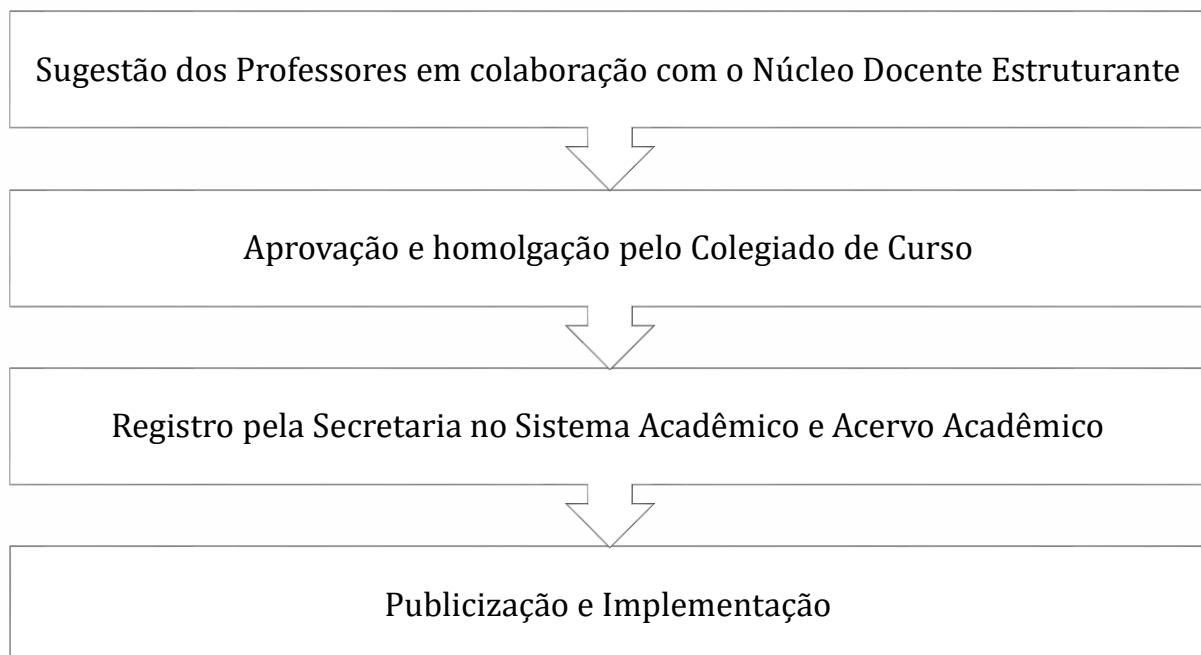 Sugestão dos Professores em colaboração com o Núcleo Docente Estruturante
Aprovação e homolgação pelo Colegiado de Curso
Registro pela Secretaria no Sistema Acadêmico e Acervo Acadêmico
Publicização e Implementação